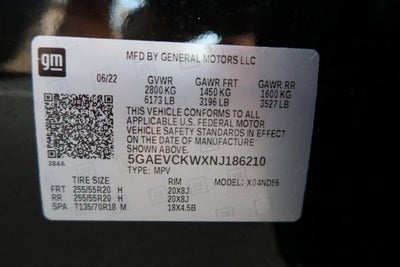 gm
MFD BY GENERAL MOTORS LLC
06/22 GVWR GAWR FRT GAWR RR
2800 KG 1450 KG 1600 KG
6173 LB 3196 LB 3527 LB
THIS VEHICLE CONFORMS TO ALL
APPLICABLE U.S. FEDERAL MOTOR
VEHICLE SAFETY STANDARDS IN EFFECT
ON THE DATE OF MANUFACTURE SHOWN
ABOVE.
384A
5GAEVCKWXNJ186210
TYPE: MPV MODEL: XO4ND56
TIRE SIZE RIM
FRT 255/55R20 H 20X8J
RR 255/55R20 H 20X8J
SPA T135/70R18 M 18X4.5B